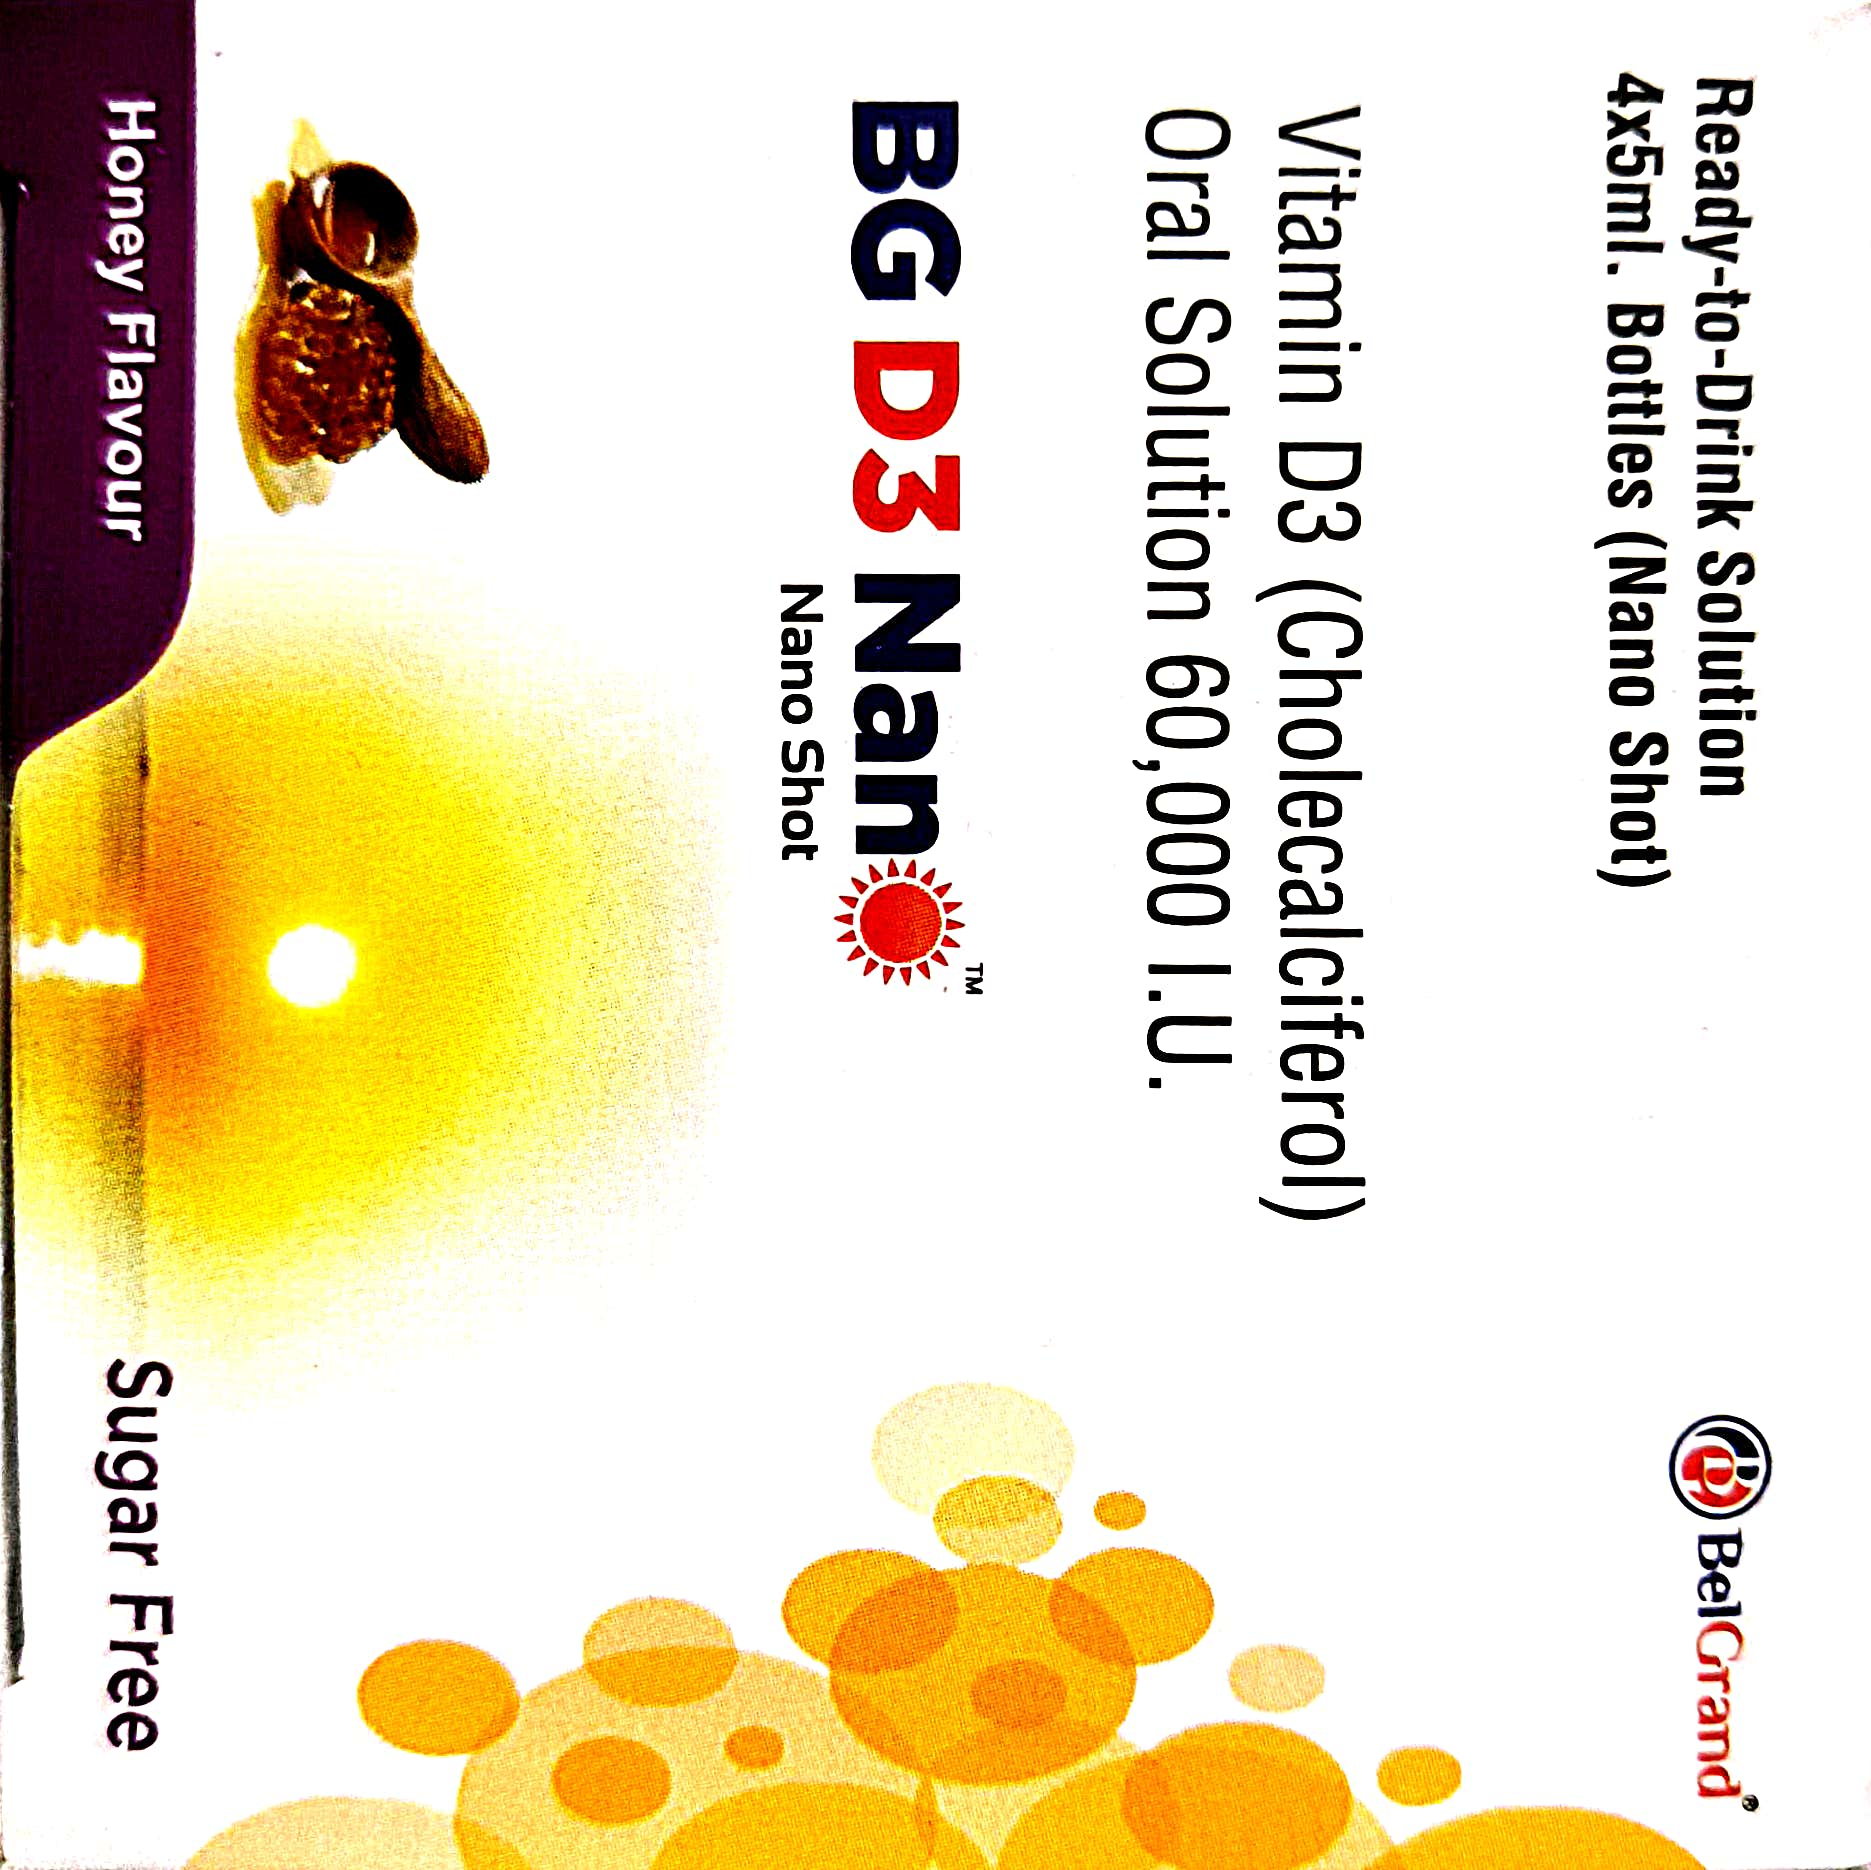 Ready-to-Drink Solution
4x5ml. Bottles (Nano Shot)
BelGrand®
Vitamin D3 (Cholecalciferol)
Oral Solution 60,000 I.U.
BG D3 Nano™
Nano Shot
Honey Flavour
Sugar Free